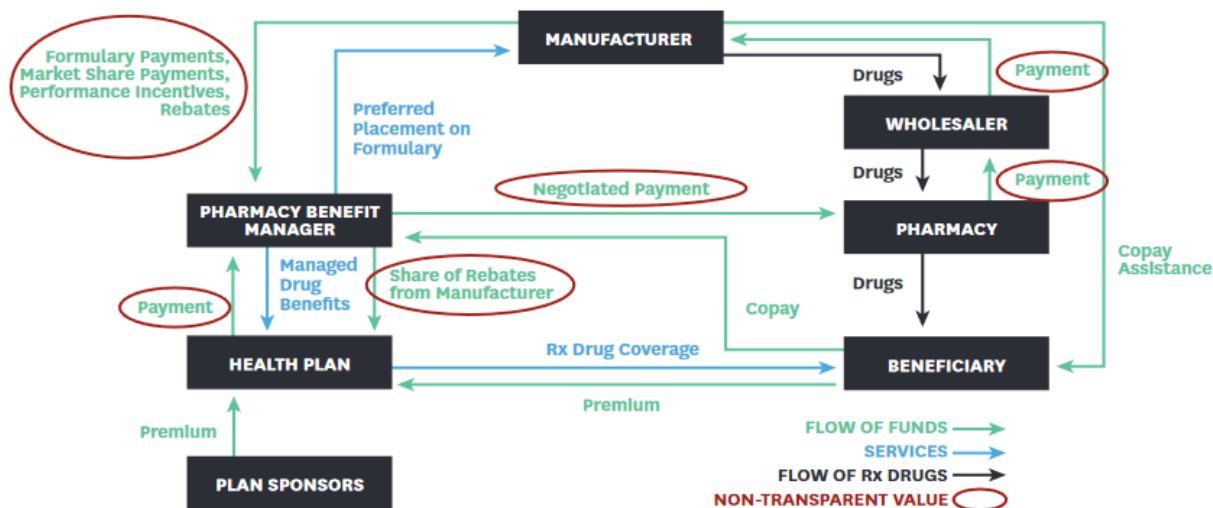 MANUFACTURER
Formulary Payments,
Market Share Payments,
Performance Incentives,
Rebates
Preferred
Placement on
Formulary
Drugs
Payment
WHOLESALER
Drugs
Payment
Negotiated Payment
PHARMACY BENEFIT
MANAGER
PHARMACY
Copay
Assistance
Managed
Drug
Benefits
Share of Rebates
from Manufacturer
Payment
Copay
Drugs
HEALTH PLAN
Rx Drug Coverage
BENEFICIARY
Premium
Premium
PLAN SPONSORS
FLOW OF FUNDS
SERVICES
FLOW OF Rx DRUGS
NON-TRANSPARENT VALUE